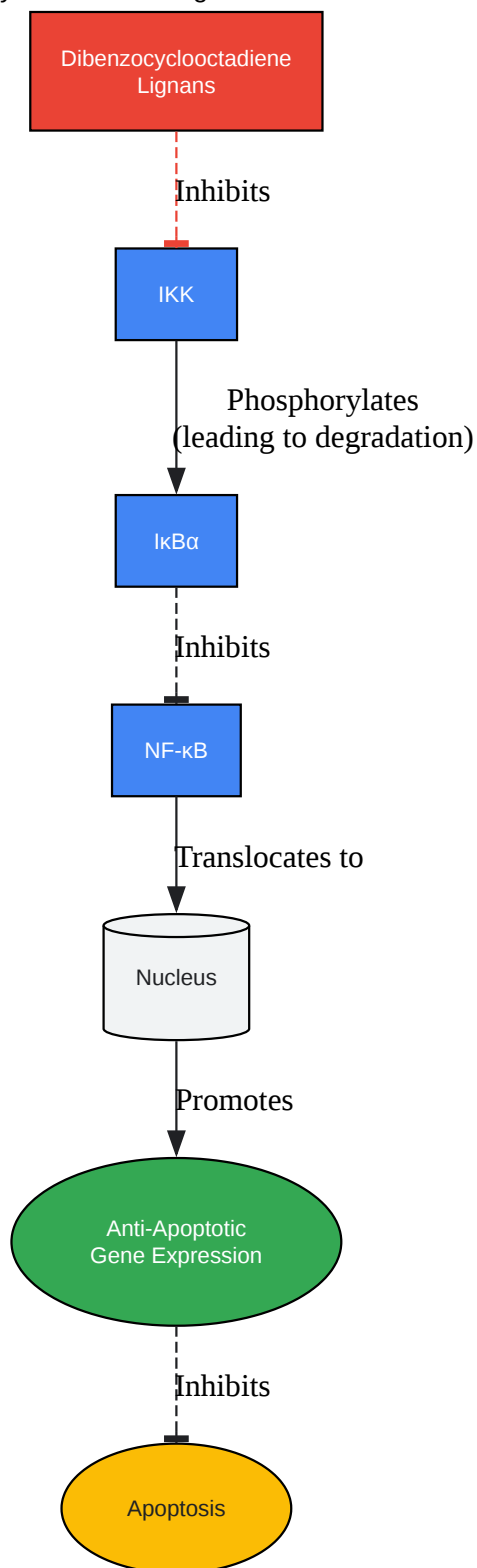 Dibenzocyclooctadiene
Lignans
Inhibits
IKK
Phosphorylates
(leading to degradation)
IκBα
Inhibits
NF-κB
Translocates to
Nucleus
Promotes
Anti-Apoptotic
Gene Expression
Inhibits
Apoptosis